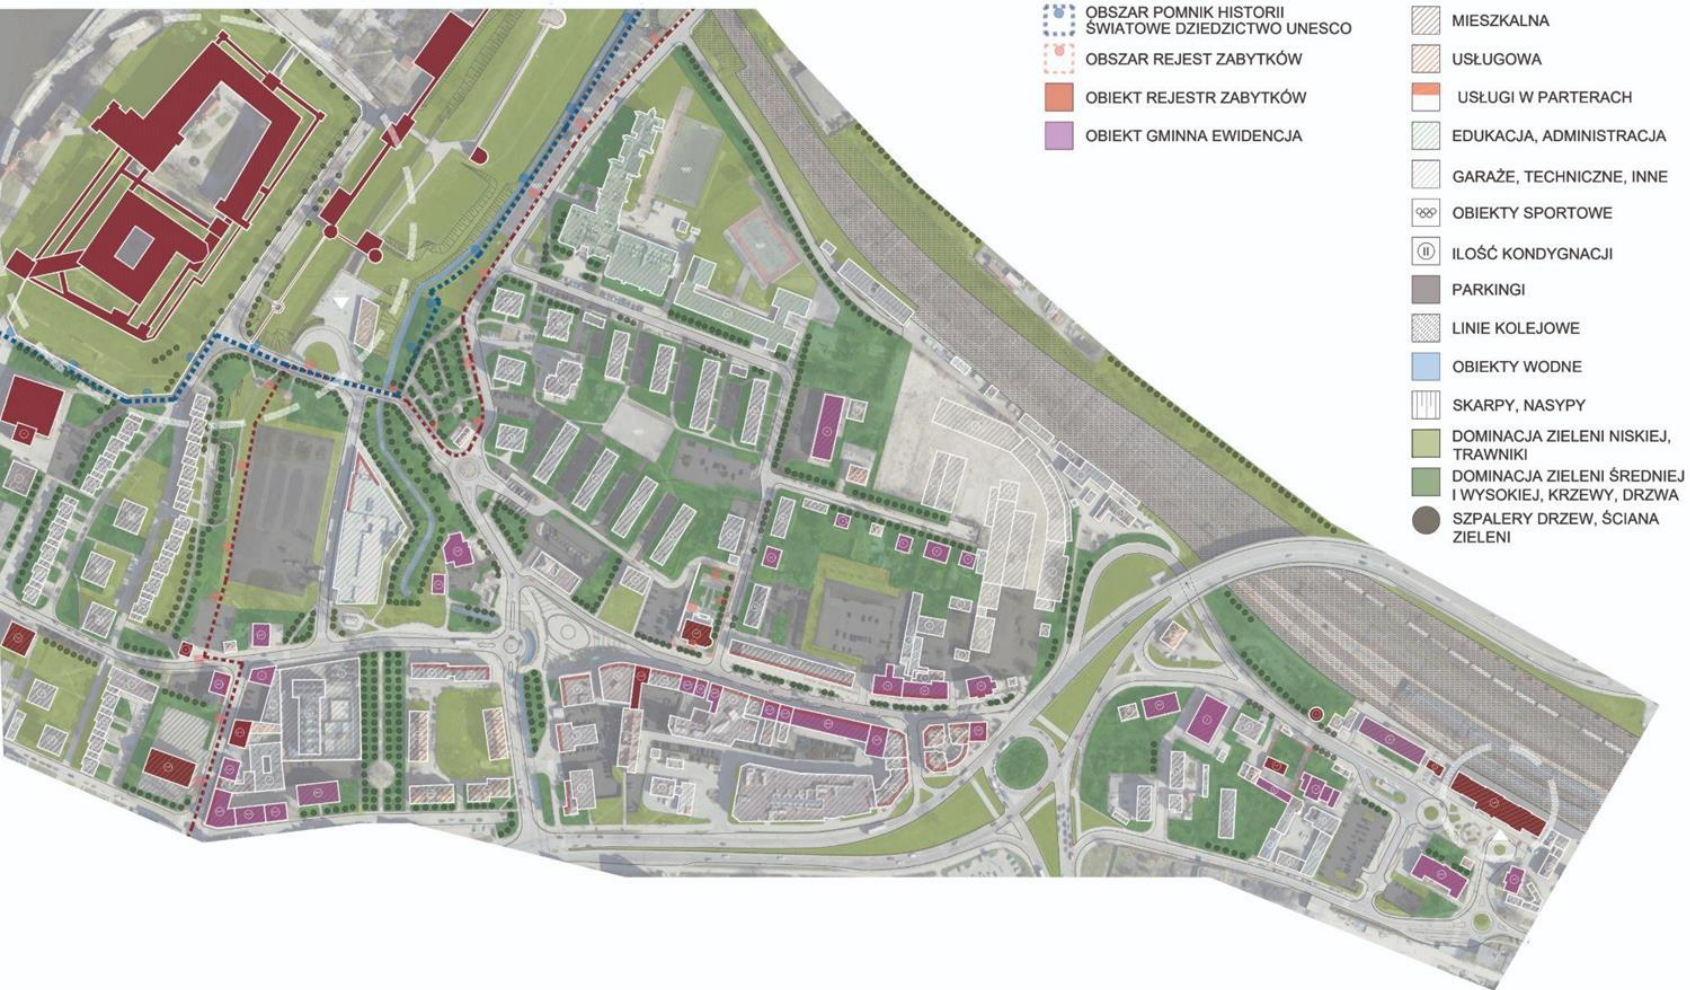 OBSZAR POMNIK HISTORII
ŚWIATOWE DZIEDZICTWO UNESCO
OBSZAR REJEST ZABYTKÓW
OBIEKT REJESTR ZABYTKÓW
OBIEKT GMINNA EWIDENCJA
MIESZKALNA
USŁUGOWA
USŁUGI W PARTERACH
EDUKACJA, ADMINISTRACJA
GARAŻE, TECHNICZNE, INNE
OBIEKTY SPORTOWE
II
ILOŚĆ KONDYGNACJI
PARKINGI
LINIE KOLEJOWE
OBIEKTY WODNE
SKARPY, NASYPY
DOMINACJA ZIELENI NISKIEJ,
TRAWNIKI
DOMINACJA ZIELENI ŚREDNIEJ
I WYSOKIEJ, KRZEWY, DRZWA
SZPALERY DRZEW, ŚCIANA
ZIELENI